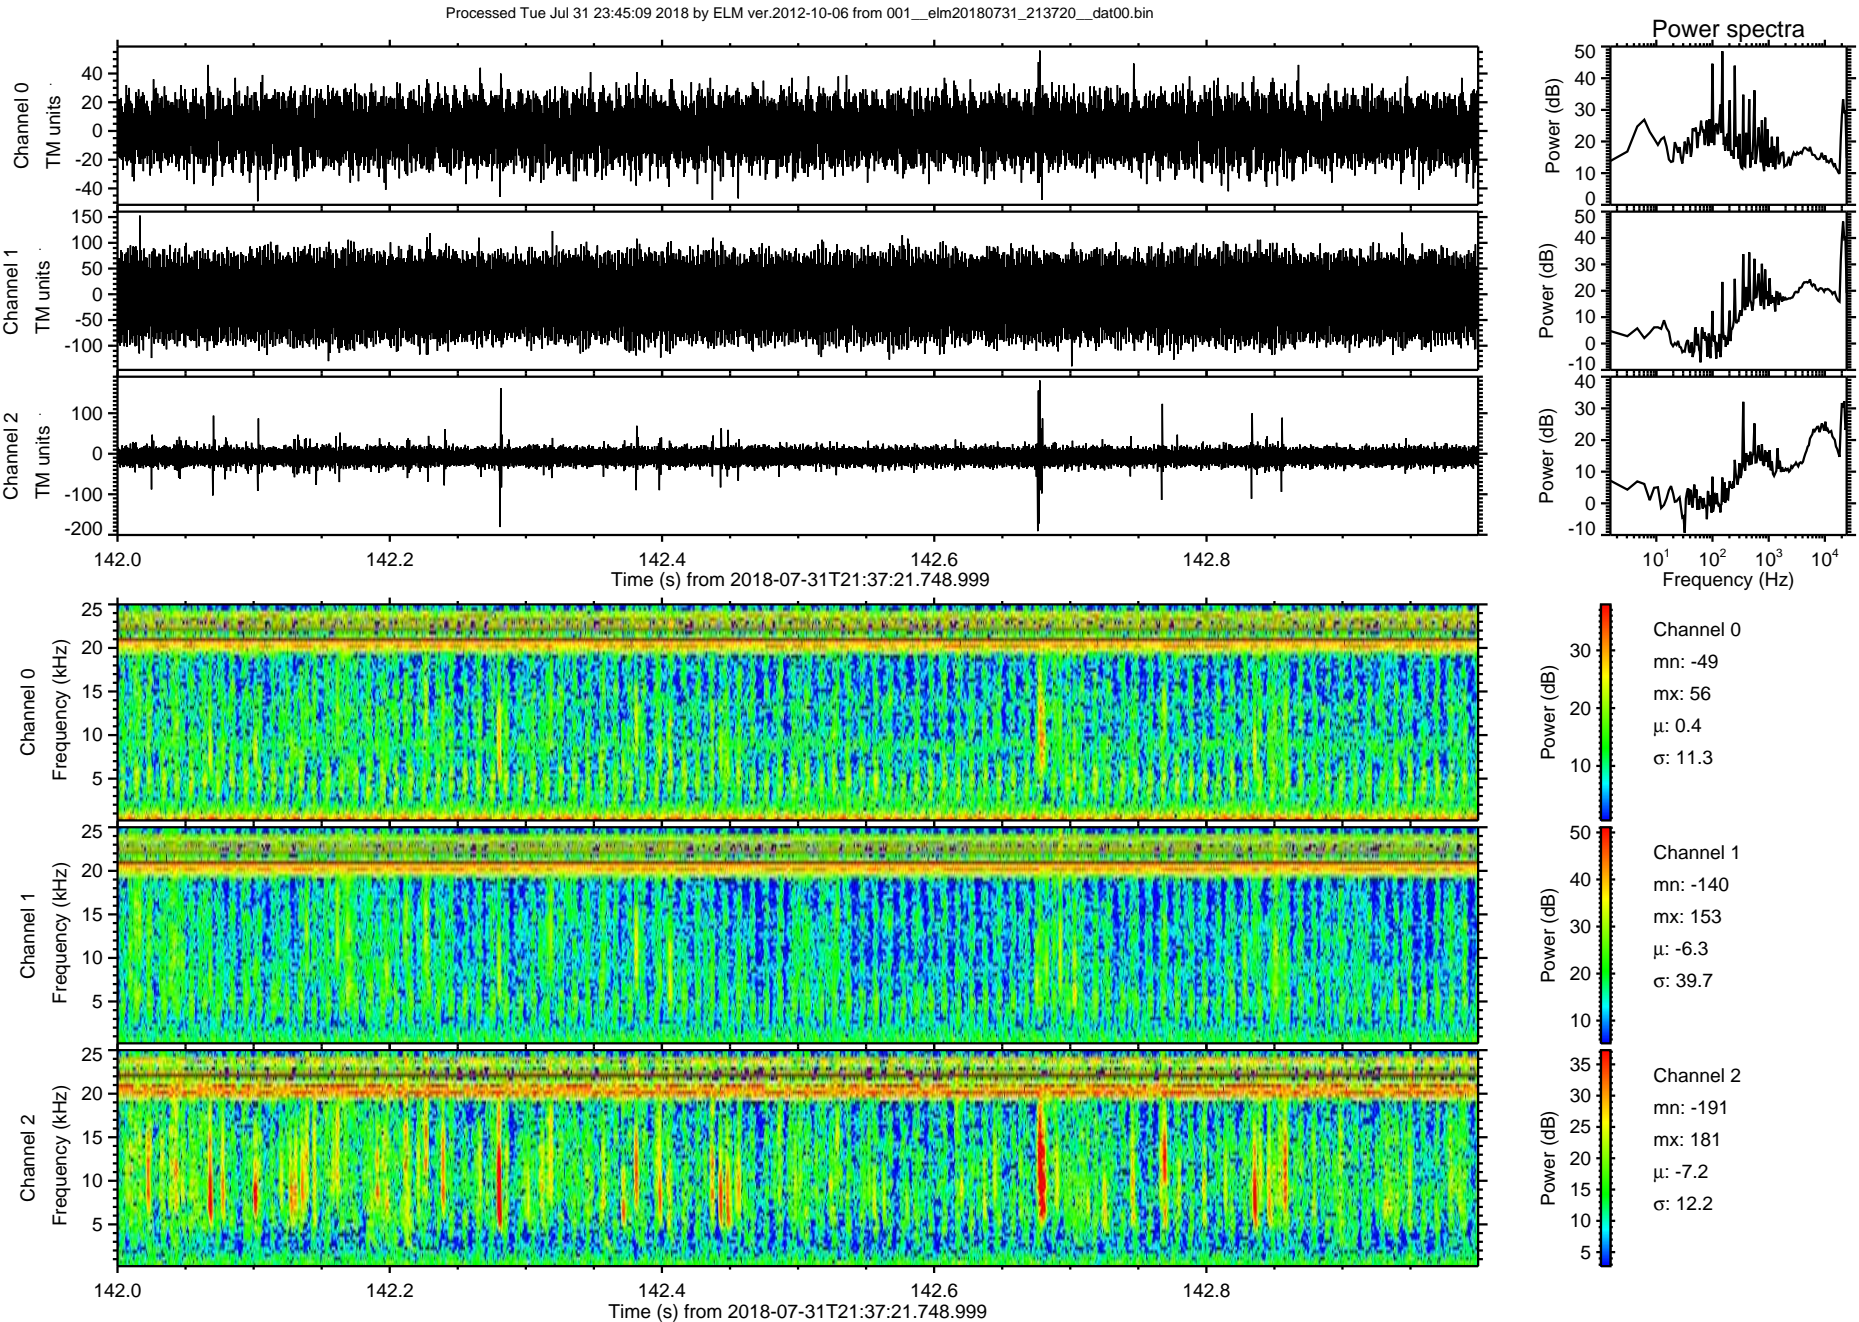 Processed Tue Jul 31 23:45:09 2018 by ELM ver.2012-10-06 from 001__elm20180731_213720__dat00.bin
Power spectra
Channel 0
TM units
40
20
0
-20
-40
Power (dB)
50
40
30
20
10
0
Channel 1
TM units
150
100
50
0
-50
-100
Power (dB)
50
40
30
20
10
0
-10
Channel 2
TM units
100
0
-100
-200
Power (dB)
40
30
20
10
0
-10
142.0 142.2 142.4 142.6 142.8
Time (s) from 2018-07-31T21:37:21.748.999
10¹ 10² 10³ 10⁴
Frequency (Hz)
Channel 0
Frequency (kHz)
25
20
15
10
5
Power (dB)
30
20
10
Channel 0
mn: -49
mx: 56
μ: 0.4
σ: 11.3
Channel 1
Frequency (kHz)
25
20
15
10
5
Power (dB)
50
40
30
20
10
Channel 1
mn: -140
mx: 153
μ: -6.3
σ: 39.7
Channel 2
Frequency (kHz)
25
20
15
10
5
Power (dB)
35
30
25
20
15
10
5
Channel 2
mn: -191
mx: 181
μ: -7.2
σ: 12.2
142.0 142.2 142.4 142.6 142.8
Time (s) from 2018-07-31T21:37:21.748.999